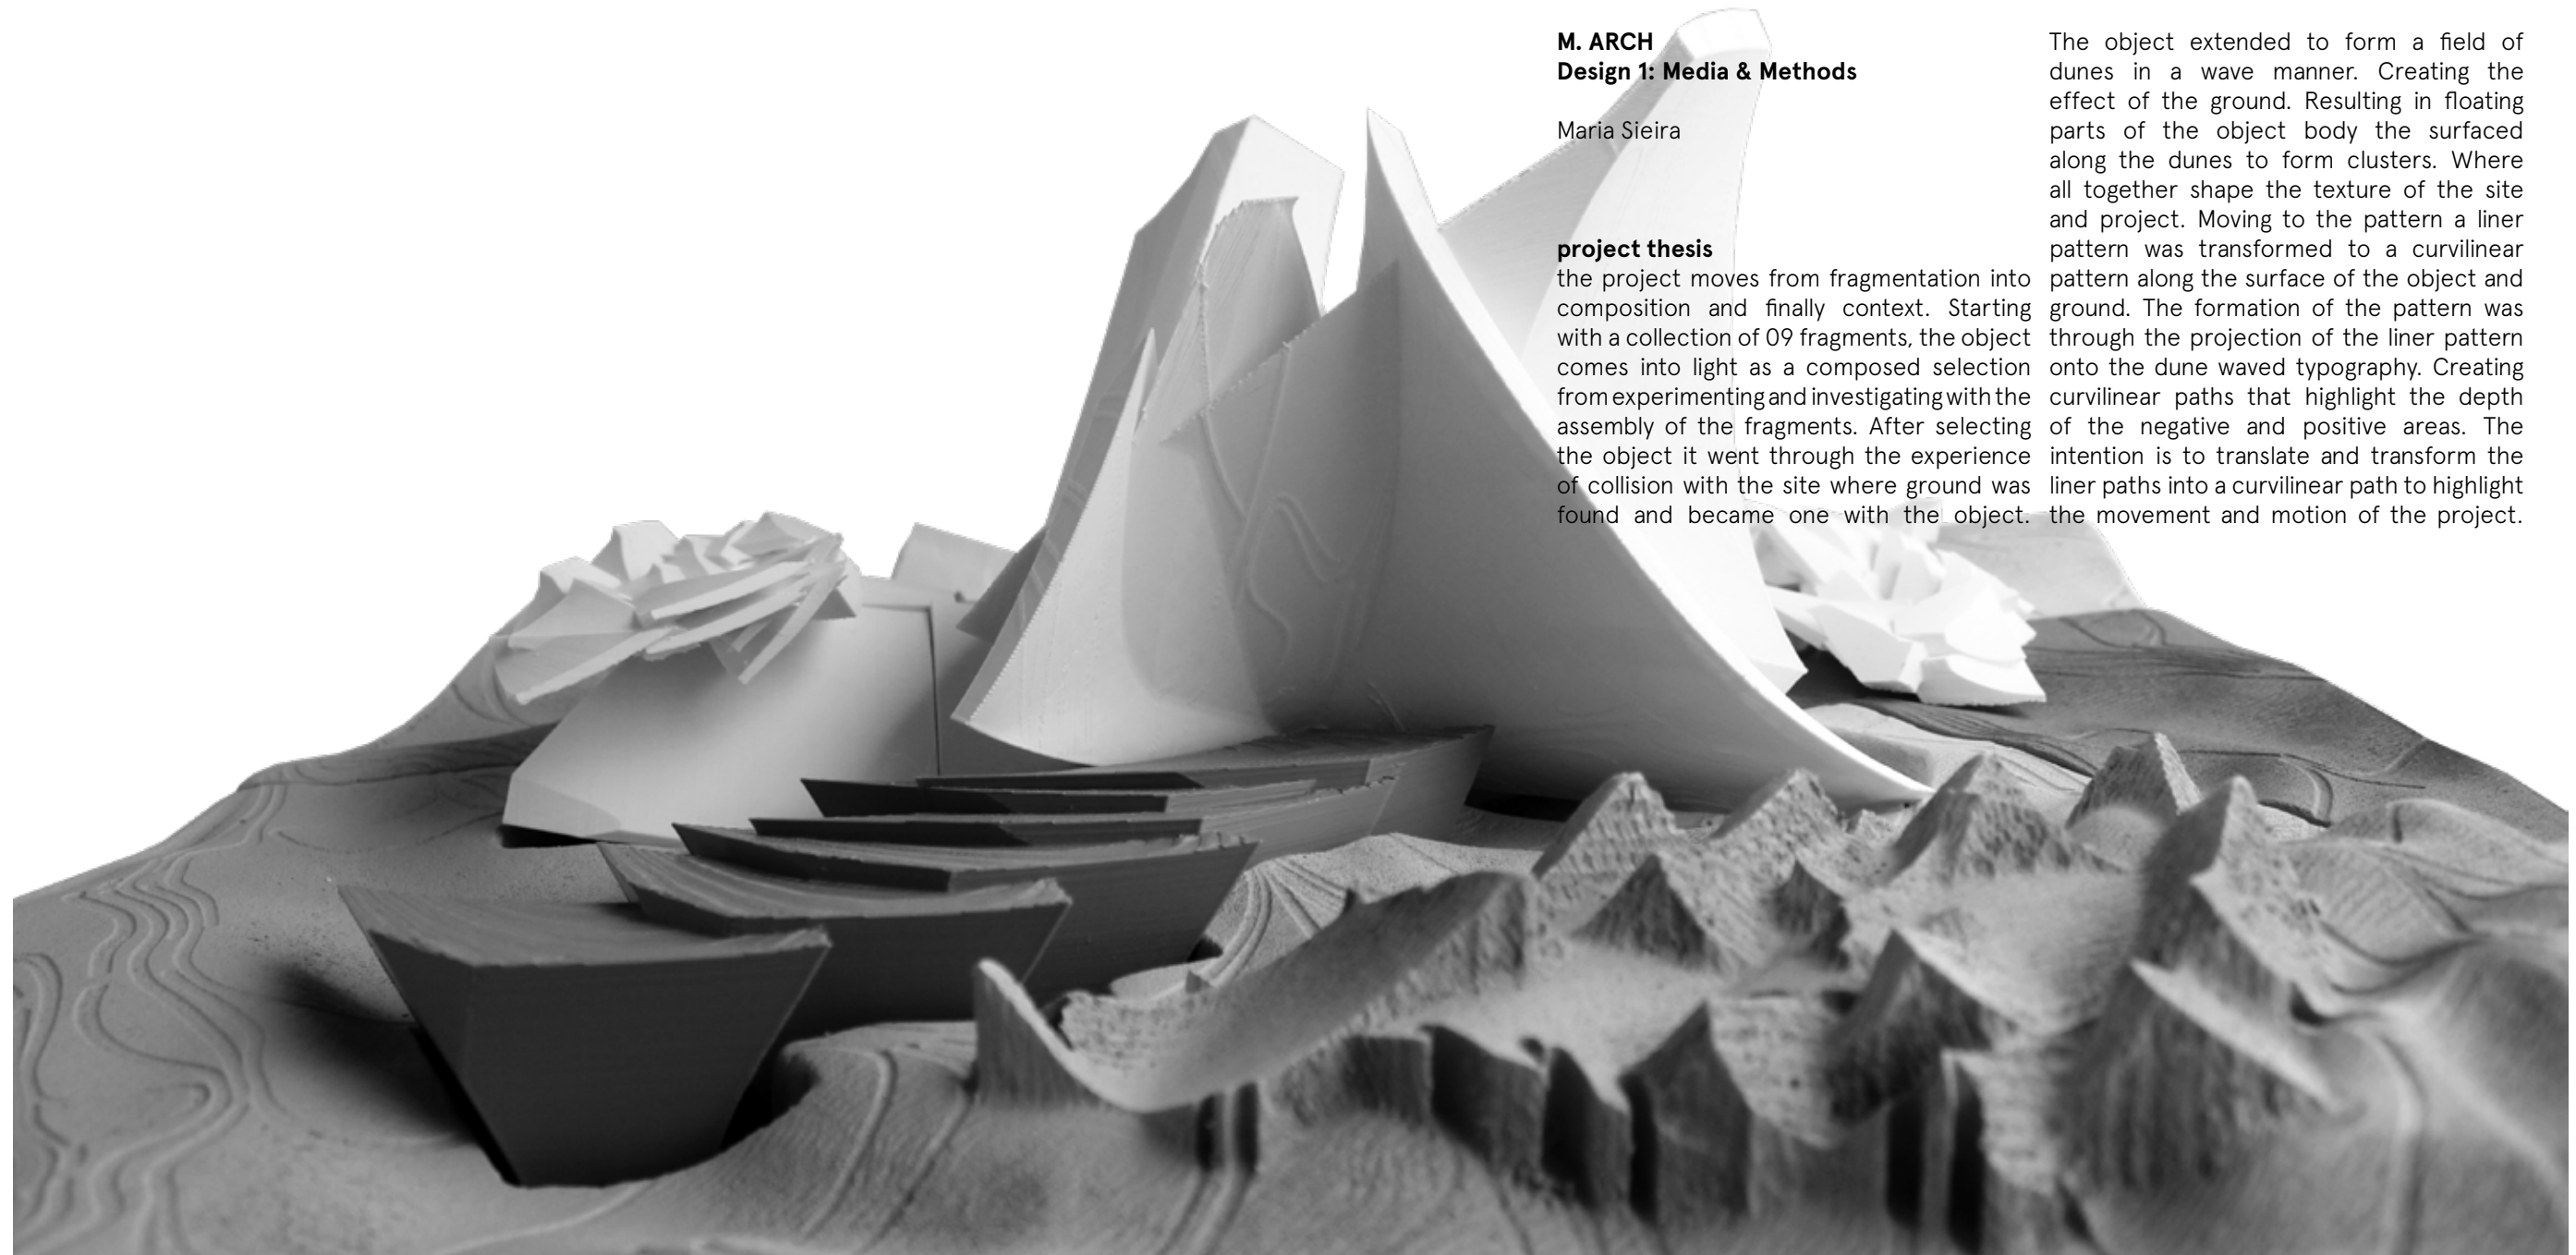 M. ARCH
Design 1: Media & Methods
Maria Sieira
project thesis
the project moves from fragmentation into
composition and finally context. Starting
with a collection of 09 fragments, the object
comes into light as a composed selection
from experimenting and investigating with the
assembly of the fragments. After selecting
the object it went through the experience
of collision with the site where ground was
found and became one with the object.
The object extended to form a field of
dunes in a wave manner. Creating the
effect of the ground. Resulting in floating
parts of the object body the surfaced
along the dunes to form clusters. Where
all together shape the texture of the site
and project. Moving to the pattern a liner
pattern was transformed to a curvilinear
pattern along the surface of the object and
ground. The formation of the pattern was
through the projection of the liner pattern
onto the dune waved typography. Creating
curvilinear paths that highlight the depth
of the negative and positive areas. The
intention is to translate and transform the
liner paths into a curvilinear path to highlight
the movement and motion of the project.